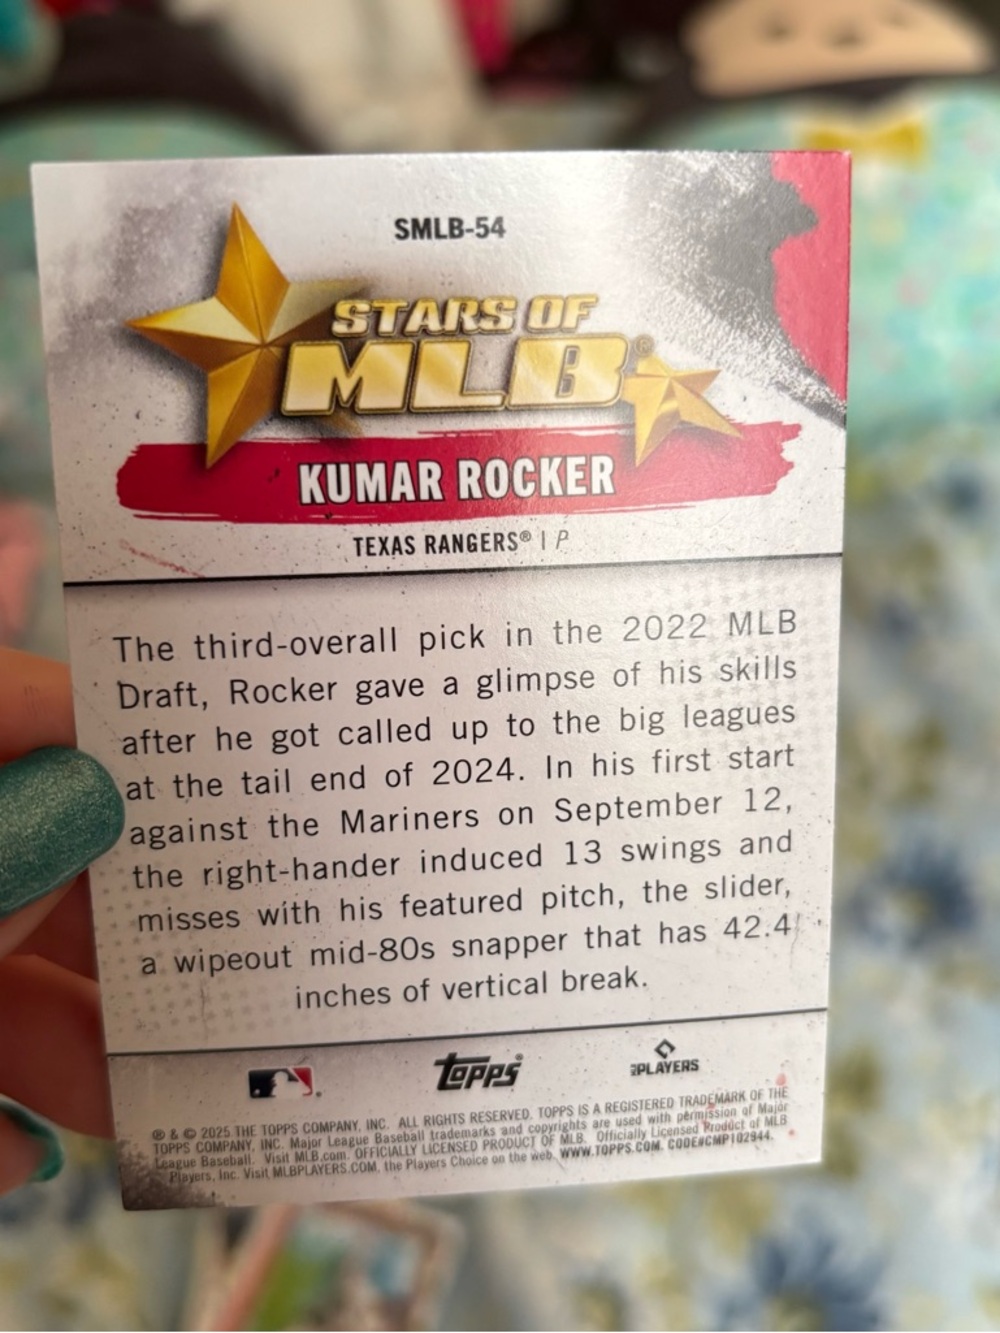 SMLB-54
STARS OF
MLB®
KUMAR ROCKER
TEXAS RANGERS® | P
The third-overall pick in the 2022 MLB
Draft, Rocker gave a glimpse of his skills
after he got called up to the big leagues
at the tail end of 2024. In his first start
against the Mariners on September 12,
the right-hander induced 13 swings and
misses with his featured pitch, the slider,
a wipeout mid-80s snapper that has 42.4
inches of vertical break.
topps®
MLBPLAYERS
® & © 2025 THE TOPPS COMPANY, INC. ALL RIGHTS RESERVED. TOPPS IS A REGISTERED TRADEMARK OF THE
TOPPS COMPANY, INC. Major League Baseball trademarks and copyrights are used with permission of Major
League Baseball. Visit MLB.com. OFFICIALLY LICENSED PRODUCT OF MLB. Officially Licensed Product of MLB
Players, Inc. Visit MLBPLAYERS.COM, the Players Choice on the web. WWW.TOPPS.COM. CODE#CMP102944.